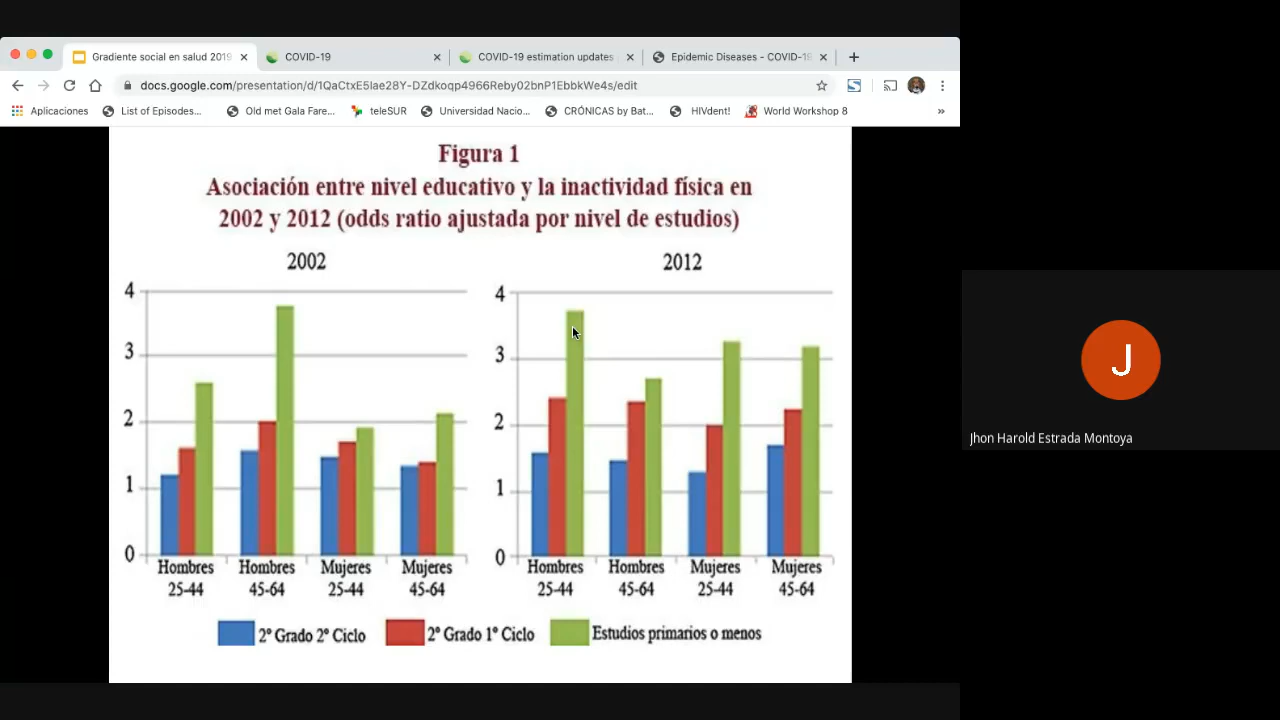 Gradiente social en salud 2019
COVID-19
COVID-19 estimation updates
Epidemic Diseases - COVID-19
docs.google.com/presentation/d/1QaCtxE5lae28Y-DZdkoqp4966Reby02bnP1EbbkWe4s/edit
Aplicaciones
List of Episodes...
Old met Gala Fare...
teleSUR
Universidad Nacio...
CRÓNICAS by Bat...
HIVdent!
World Workshop 8
»
Figura 1
Asociación entre nivel educativo y la inactividad física en
2002 y 2012 (odds ratio ajustada por nivel de estudios)
2002
4
3
2
1
0
Hombres
25-44
Hombres
45-64
Mujeres
25-44
Mujeres
45-64
2012
4
3
2
1
0
Hombres
25-44
Hombres
45-64
Mujeres
25-44
Mujeres
45-64
2º Grado 2º Ciclo
2º Grado 1º Ciclo
Estudios primarios o menos
J
Jhon Harold Estrada Montoya